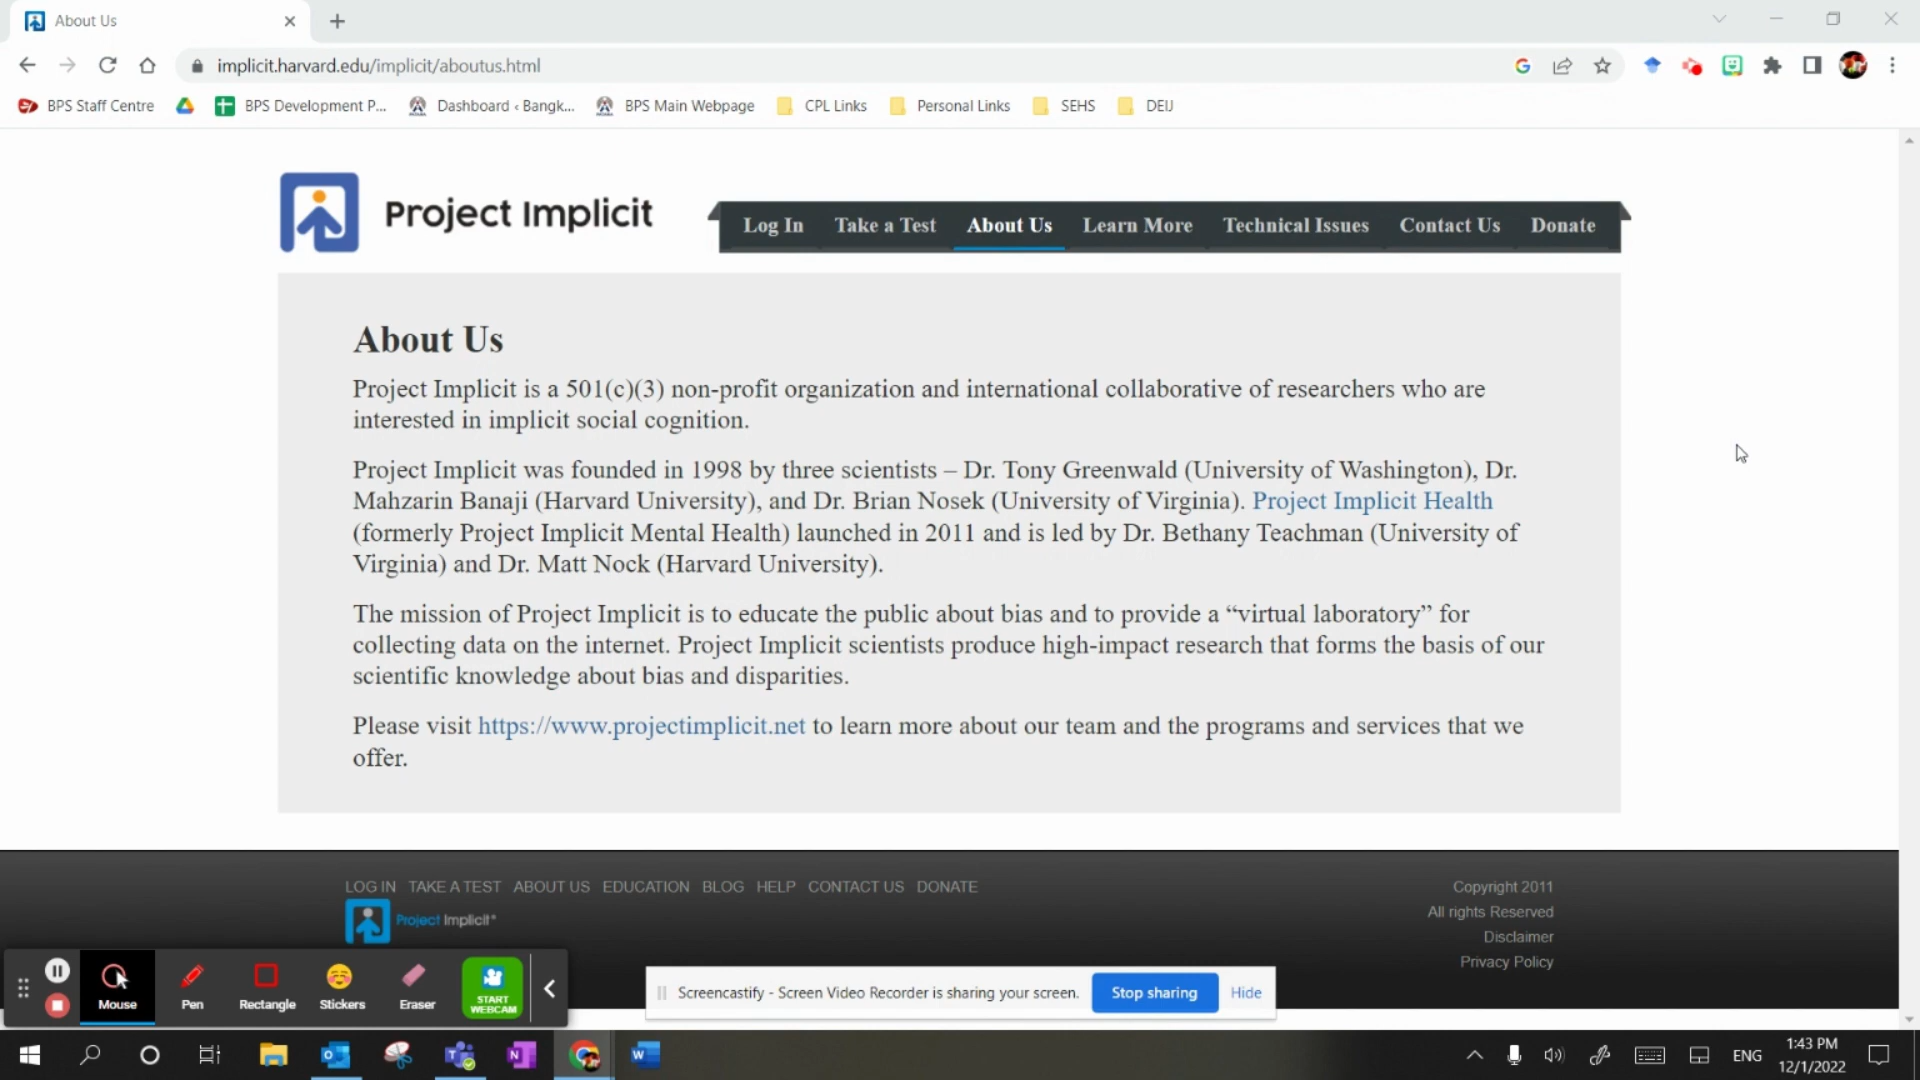 About Us
implicit.harvard.edu/implicit/aboutus.html
BPS Staff Centre
BPS Development P...
Dashboard ‹ Bangk...
BPS Main Webpage
CPL Links
Personal Links
SEHS
DEIJ
Project Implicit
Log In
Take a Test
About Us
Learn More
Technical Issues
Contact Us
Donate
About Us
Project Implicit is a 501(c)(3) non-profit organization and international collaborative of researchers who are
interested in implicit social cognition.
Project Implicit was founded in 1998 by three scientists – Dr. Tony Greenwald (University of Washington), Dr.
Mahzarin Banaji (Harvard University), and Dr. Brian Nosek (University of Virginia). Project Implicit Health
(formerly Project Implicit Mental Health) launched in 2011 and is led by Dr. Bethany Teachman (University of
Virginia) and Dr. Matt Nock (Harvard University).
The mission of Project Implicit is to educate the public about bias and to provide a “virtual laboratory” for
collecting data on the internet. Project Implicit scientists produce high-impact research that forms the basis of our
scientific knowledge about bias and disparities.
Please visit https://www.projectimplicit.net to learn more about our team and the programs and services that we
offer.
LOG IN TAKE A TEST ABOUT US EDUCATION BLOG HELP CONTACT US DONATE
Project Implicit®
Copyright 2011
All rights Reserved
Disclaimer
Privacy Policy
Mouse
Pen
Rectangle
Stickers
Eraser
START
WEBCAM
Screencastify - Screen Video Recorder is sharing your screen.
Stop sharing
Hide
ENG
1:43 PM
12/1/2022